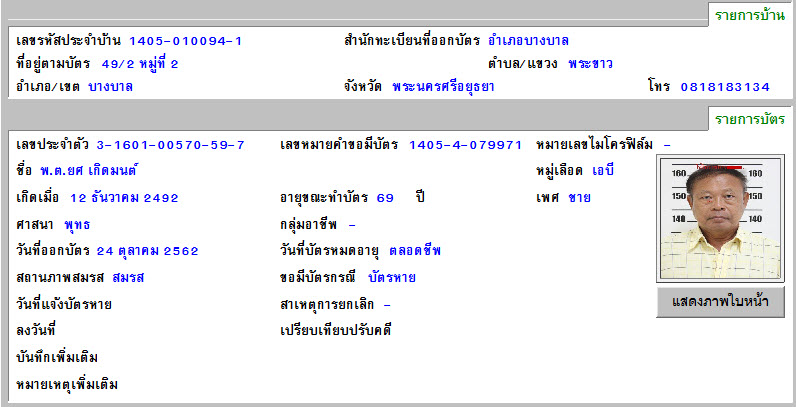 รายการบ้าน
เลขรหัสประจำบ้าน 1405-010094-1 สำนักทะเบียนที่ออกบัตร อำเภอบางบาล
ที่อยู่ตามบัตร 49/2 หมู่ที่ 2 ตำบล/แขวง พระขาว
อำเภอ/เขต บางบาล จังหวัด พระนครศรีอยุธยา โทร 0818183134
รายการบัตร
เลขประจำตัว 3-1601-00570-59-7 เลขหมายคำขอมีบัตร 1405-4-079971 หมายเลขไมโครฟิล์ม -
ชื่อ พ.ต.ยศ เกิดมนต์ หมู่เลือด เอบี
เกิดเมื่อ 12 ธันวาคม 2492 อายุขณะทำบัตร 69 ปี เพศ ชาย
ศาสนา พุทธ กลุ่มอาชีพ -
วันที่ออกบัตร 24 ตุลาคม 2562 วันที่บัตรหมดอายุ ตลอดชีพ
สถานภาพสมรส สมรส ขอมีบัตรกรณี บัตรหาย
วันที่แจ้งบัตรหาย สาเหตุการยกเลิก -
ลงวันที่ เปรียบเทียบปรับคดี
บันทึกเพิ่มเติม
หมายเหตุเพิ่มเติม
160 160
150 150
140 140
แสดงภาพใบหน้า